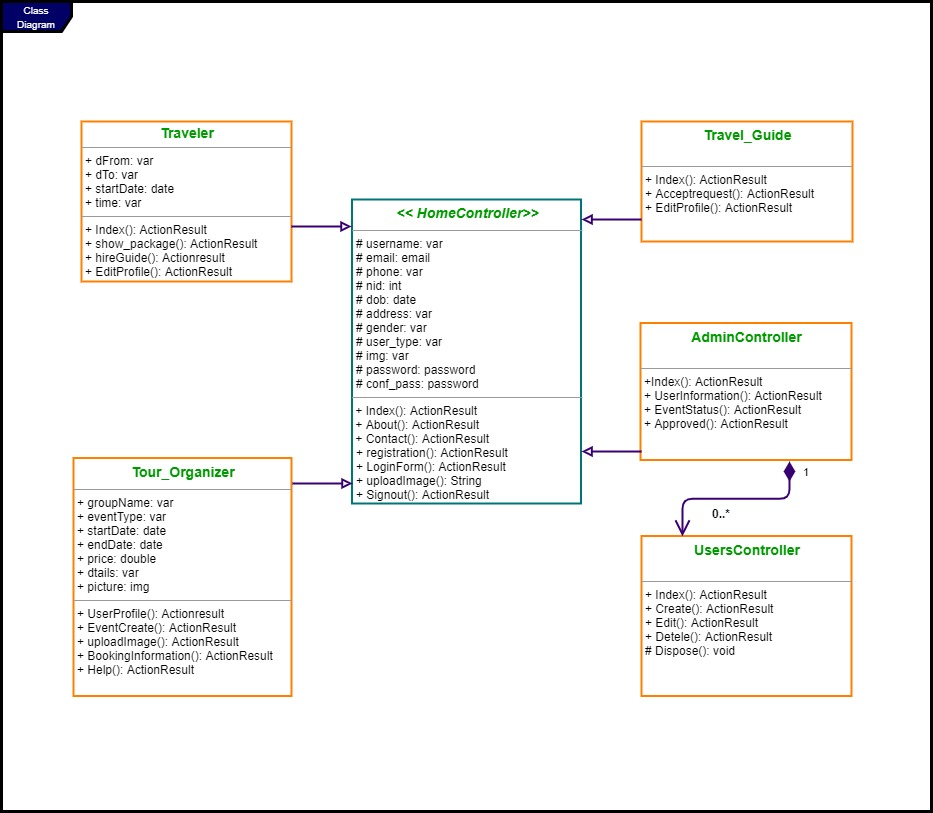 Class
Diagram
Traveler
+ dFrom: var
+ dTo: var
+ startDate: date
+ time: var
+ Index(): ActionResult
+ show_package(): ActionResult
+ hireGuide(): Actionresult
+ EditProfile(): ActionResult
<< HomeController>>
# username: var
# email: email
# phone: var
# nid: int
# dob: date
# address: var
# gender: var
# user_type: var
# img: var
# password: password
# conf_pass: password
+ Index(): ActionResult
+ About(): ActionResult
+ Contact(): ActionResult
+ registration(): ActionResult
+ LoginForm(): ActionResult
+ uploadImage(): String
+ Signout(): ActionResult
Travel_Guide
+ Index(): ActionResult
+ Acceptrequest(): ActionResult
+ EditProfile(): ActionResult
AdminController
+Index(): ActionResult
+ UserInformation(): ActionResult
+ EventStatus(): ActionResult
+ Approved(): ActionResult
1
0..*
Tour_Organizer
+ groupName: var
+ eventType: var
+ startDate: date
+ endDate: date
+ price: double
+ dtails: var
+ picture: img
+ UserProfile(): Actionresult
+ EventCreate(): ActionResult
+ uploadImage(): ActionResult
+ BookingInformation(): ActionResult
+ Help(): ActionResult
UsersController
+ Index(): ActionResult
+ Create(): ActionResult
+ Edit(): ActionResult
+ Detele(): ActionResult
# Dispose(): void